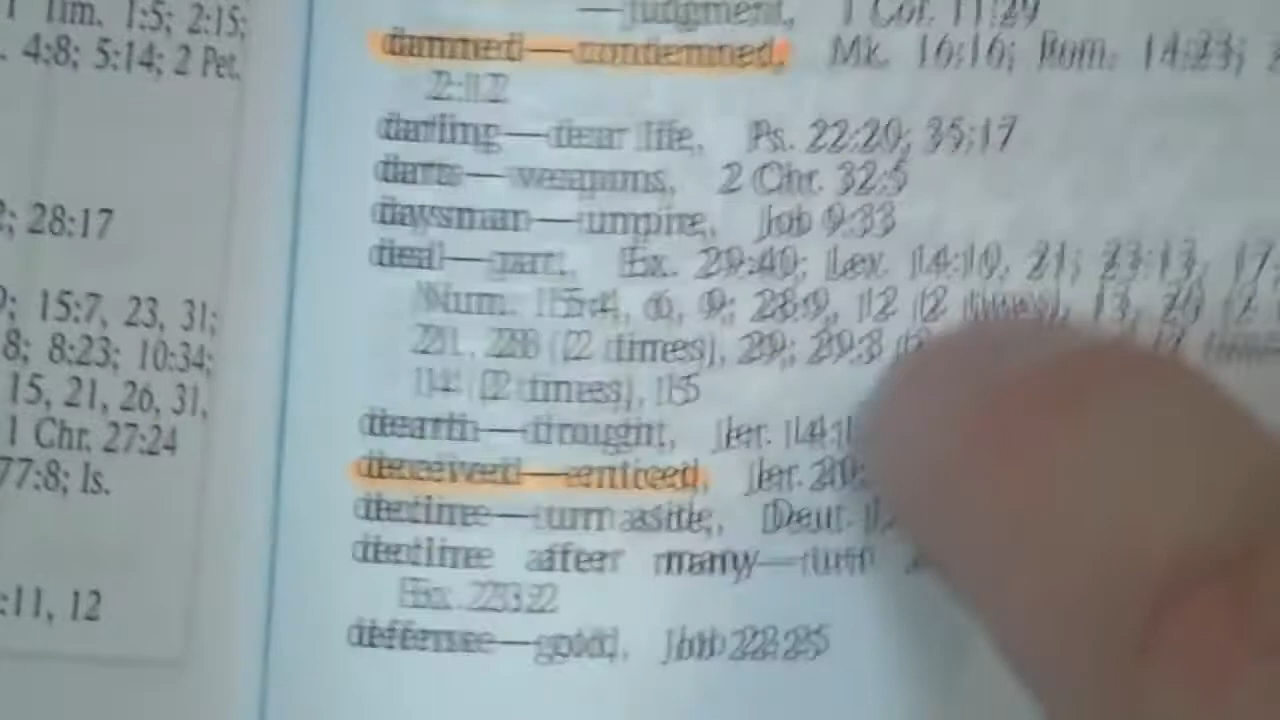 Tim. 1:5; 2:15;
4:8; 5:14; 2 Pet.
28:17
15:7, 23, 31;
8; 8:23; 10:34;
15, 21, 26, 31,
1 Chr. 27:24
77:8; Is.
:11, 12
—judgment, 1 Cor. 11:29
damned—condemned, Mk. 16:16; Rom. 14:23;
darling—dear life, Ps. 22:20; 35:17
darts—weapons, 2 Chr. 32:5
daysman—umpire, Job 9:33
deal—part, Ex. 29:40; Lev. 14:10, 21; 23:13, 17;
Num. 15:4, 6, 9; 28:9, 12 (2 times), 13, 20 (2
21, 28 (2 times), 29; 29:3
14 (2 times), 15
dearth—drought, Jer. 14:1
deceived—enticed, Jer. 20:
decline—turn aside, Deut.
decline after many—turn
Ex. 23:2
defense—gold, Job 22:25